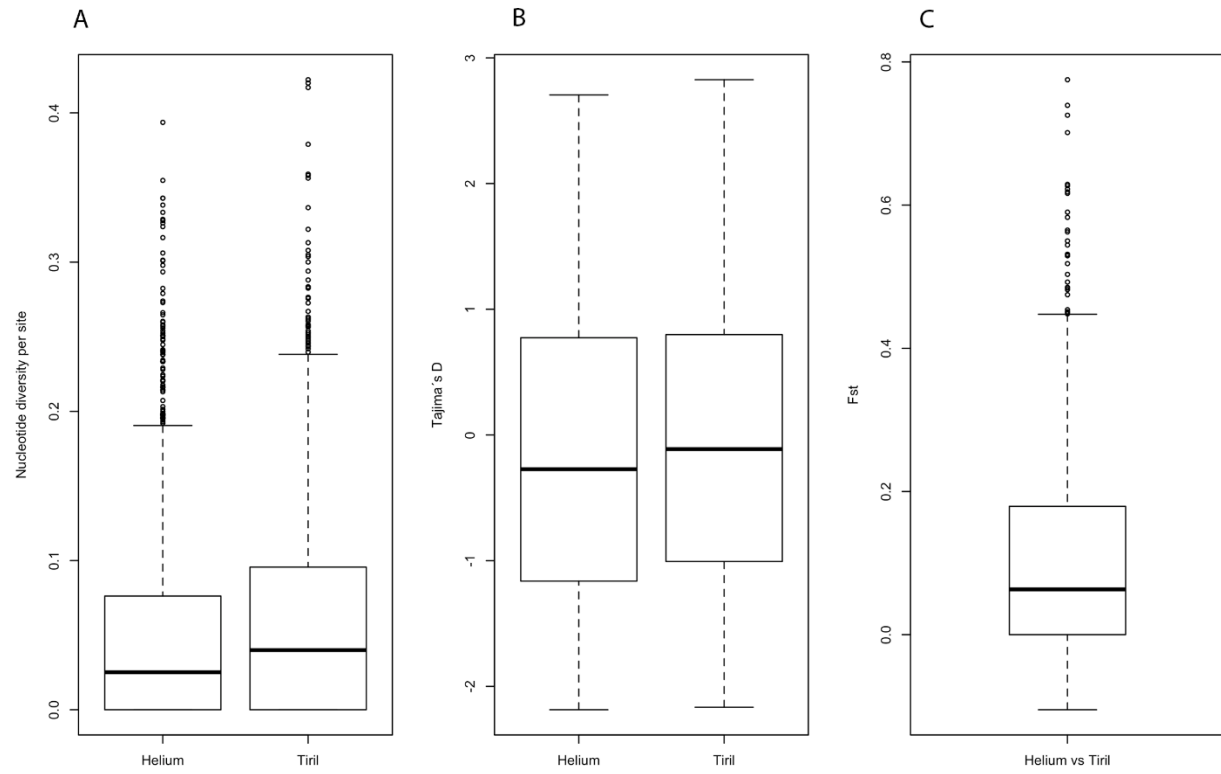 A
Nucleotide diversity per site
0.4
0.3
0.2
0.1
0.0
Helium
Tiril
B
Tajima´s D
3
2
1
0
-1
-2
Helium
Tiril
C
Fst
0.8
0.6
0.4
0.2
0.0
Helium vs Tiril